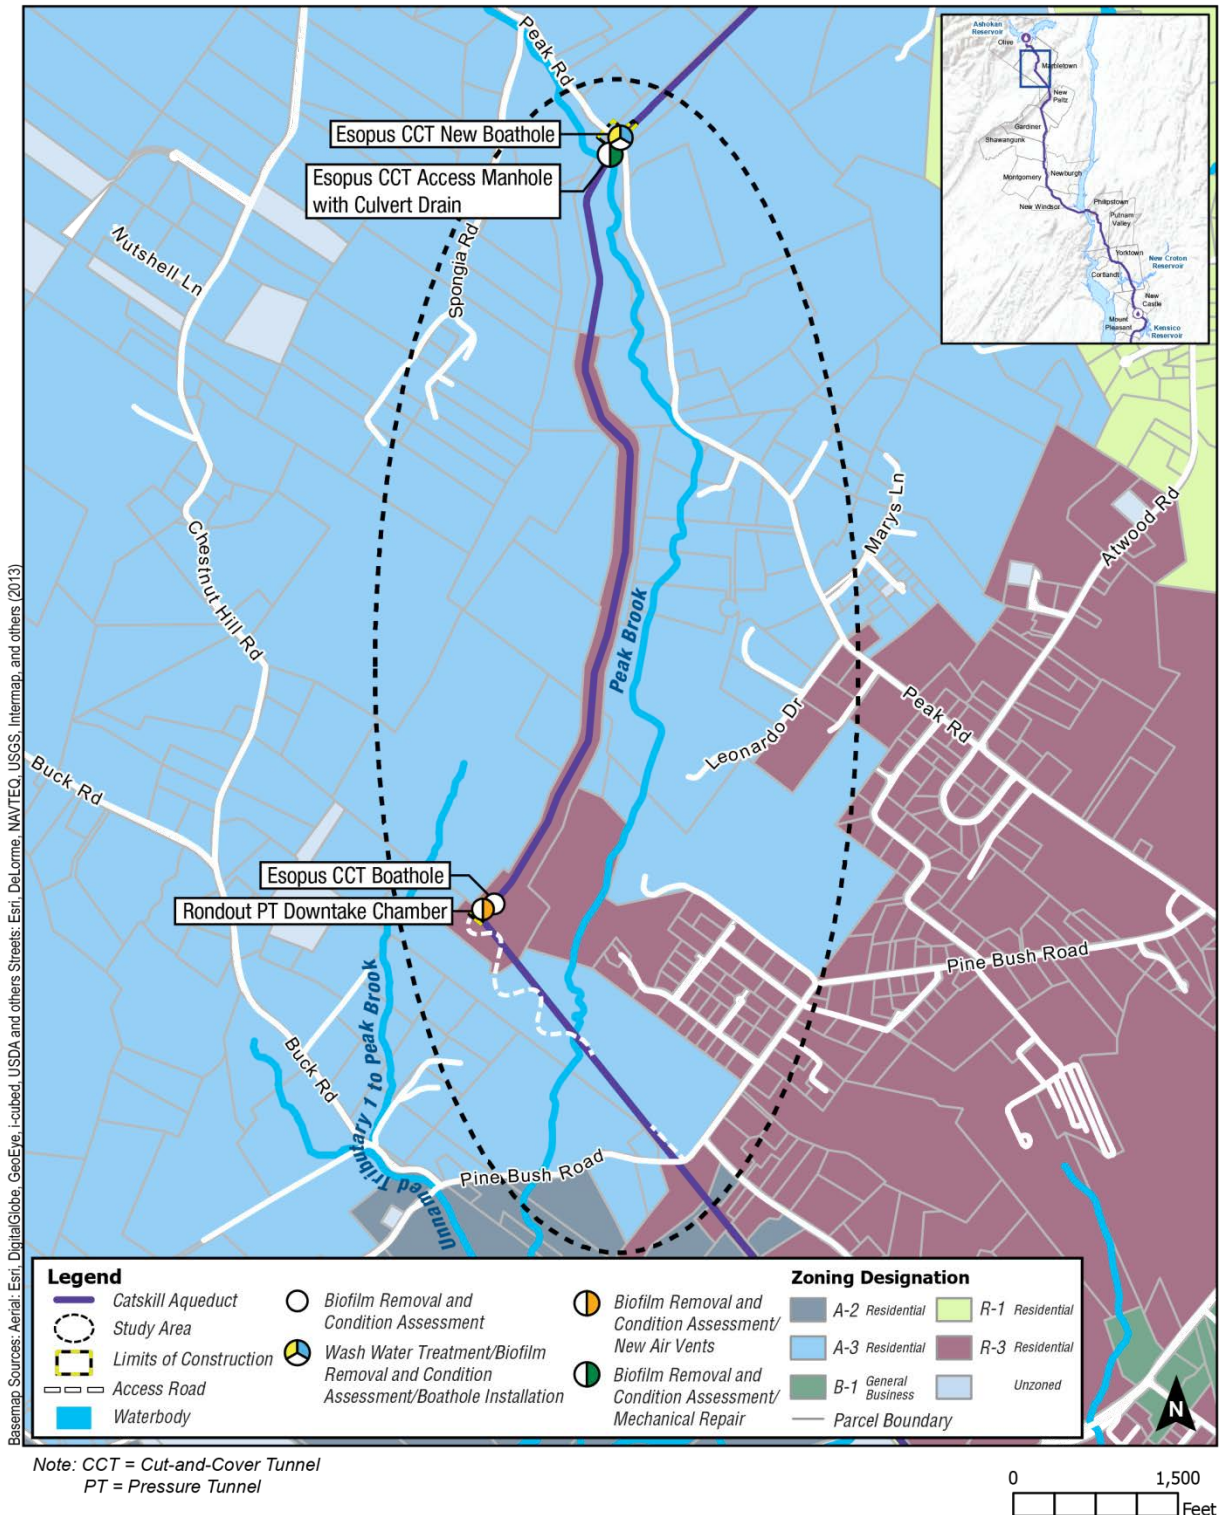 Ashokan
Reservoir
Olive
Marbletown
New
Paltz
Gardiner
Shawangunk
Montgomery
Newburgh
New Windsor
Philipstown
Putnam
Valley
Yorktown
New Croton
Reservoir
Cortlandt
New
Castle
Mount
Pleasant
Kensico
Reservoir
Peak Rd
Esopus CCT New Boathole
Esopus CCT Access Manhole
with Culvert Drain
Nutshell Ln
Spongia Rd
Marys Ln
Atwood Rd
Chestnut Hill Rd
Peak Brook
Leonardo Dr
Peak Rd
Buck Rd
Esopus CCT Boathole
Rondout PT Downtake Chamber
Pine Bush Road
Buck Rd
Unnamed Tributary 1 to Peak Brook
Pine Bush Road
Basemap Sources: Aerial: Esri, DigitalGlobe, GeoEye, i-cubed, USDA and others Streets: Esri, DeLorme, NAVTEQ, USGS, Intermap, and others (2013)
Legend
Catskill Aqueduct
Study Area
Limits of Construction
Access Road
Waterbody
Biofilm Removal and
Condition Assessment
Wash Water Treatment/Biofilm
Removal and Condition
Assessment/Boathole Installation
Biofilm Removal and
Condition Assessment/
New Air Vents
Biofilm Removal and
Condition Assessment/
Mechanical Repair
Zoning Designation
A-2 Residential
A-3 Residential
B-1 General
Business
R-1 Residential
R-3 Residential
Unzoned
Parcel Boundary
N
Note: CCT = Cut-and-Cover Tunnel
PT = Pressure Tunnel
0 1,500
Feet